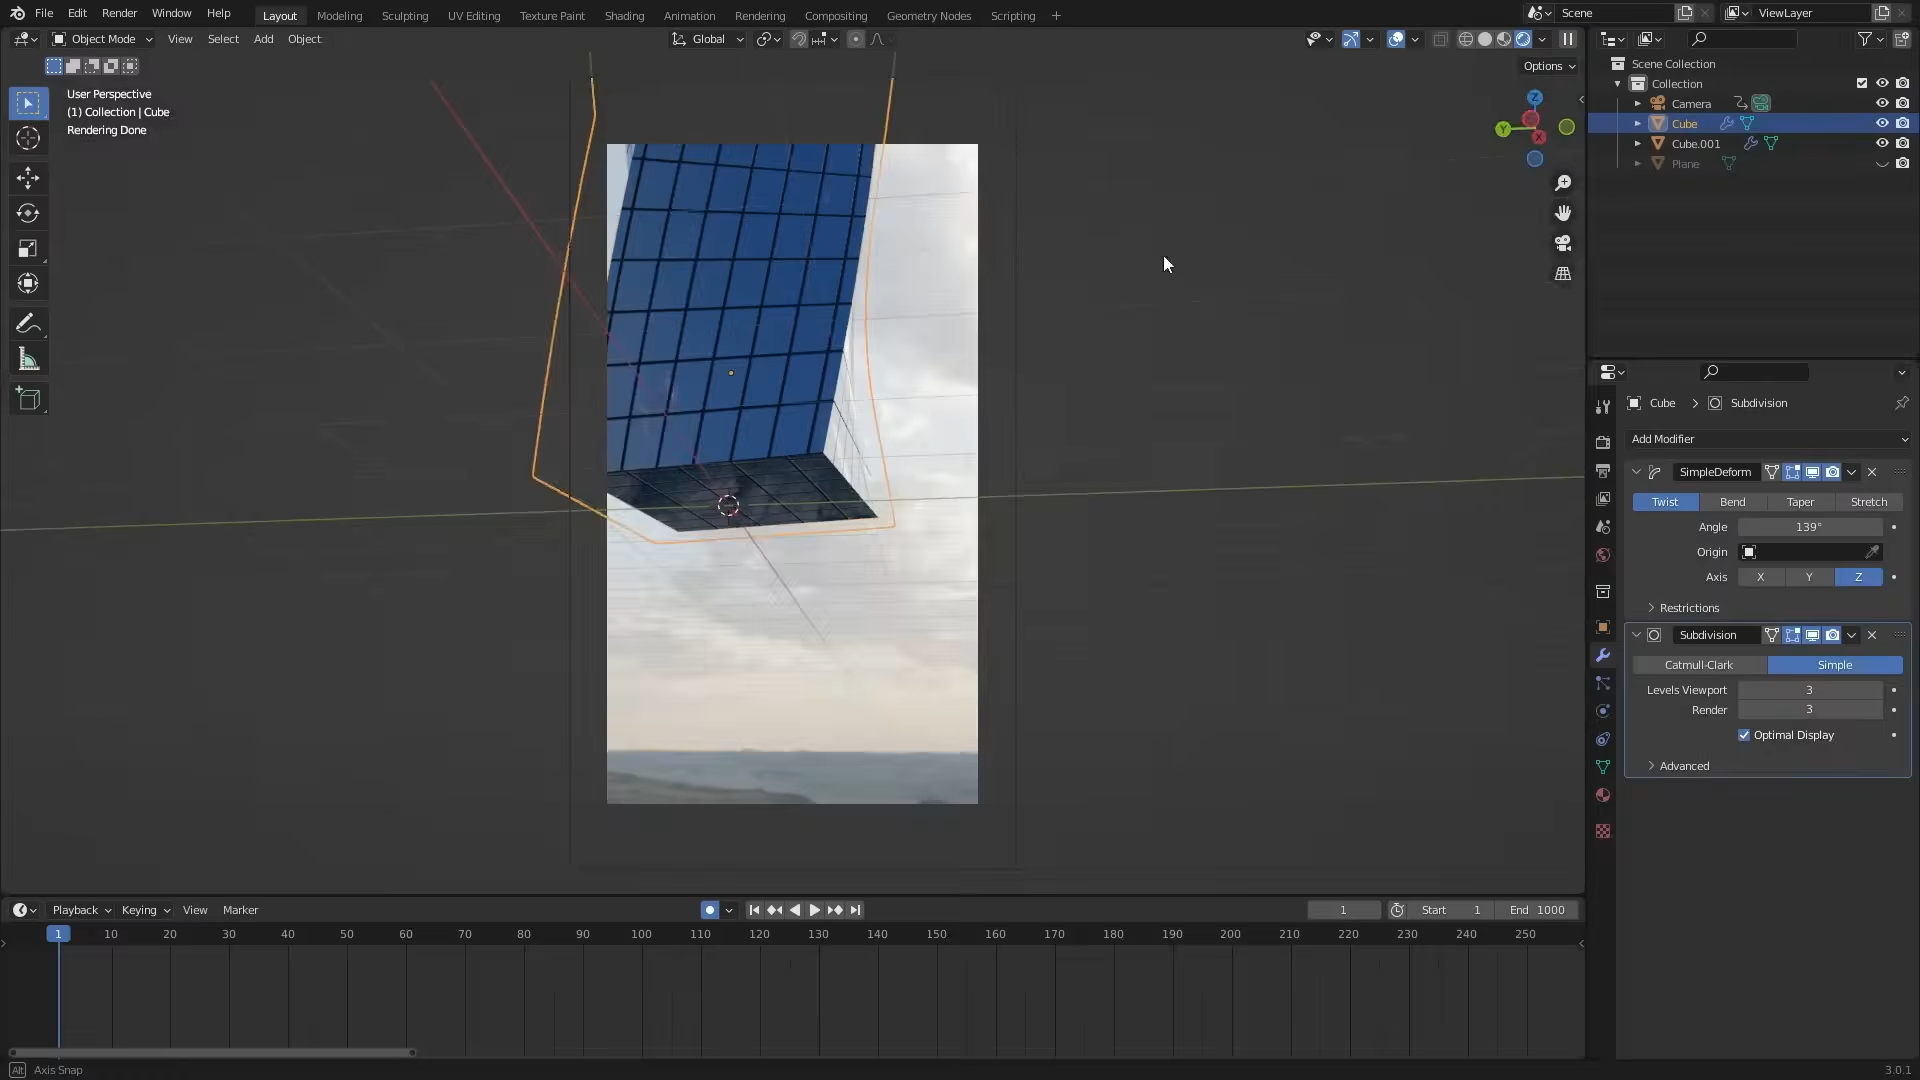 File Edit Render Window Help
Layout Modeling Sculpting UV Editing Texture Paint Shading Animation Rendering Compositing Geometry Nodes Scripting +
Scene ViewLayer
Object Mode View Select Add Object Global
Options
User Perspective
(1) Collection | Cube
Rendering Done
Z
Y
X
Scene Collection
Collection
Camera
Cube
Cube.001
Plane
Cube > Subdivision
Add Modifier
SimpleDeform
Twist Bend Taper Stretch
Angle 139°
Origin
Axis X Y Z
Restrictions
Subdivision
Catmull-Clark Simple
Levels Viewport 3
Render 3
Optimal Display
Advanced
Playback Keying View Marker 1 Start 1 End 1000
1 10 20 30 40 50 60 70 80 90 100 110 120 130 140 150 160 170 180 190 200 210 220 230 240 250
Alt Axis Snap 3.0.1